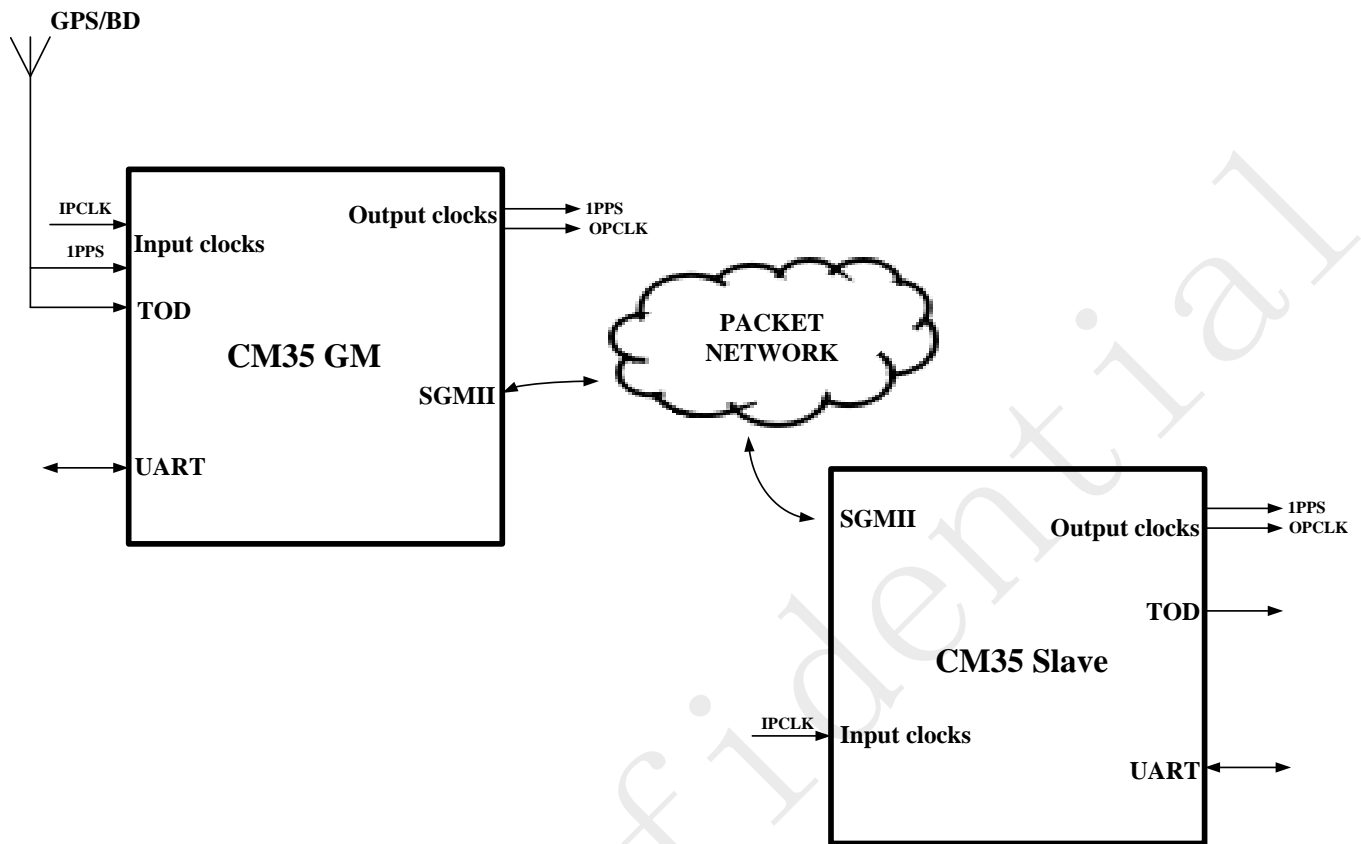 GPS/BD
IPCLK
Input clocks
1PPS
TOD
CM35 GM
Output clocks
1PPS
OPCLK
SGMII
UART
PACKET
NETWORK
SGMII
Output clocks
1PPS
OPCLK
TOD
CM35 Slave
IPCLK
Input clocks
UART
fidential